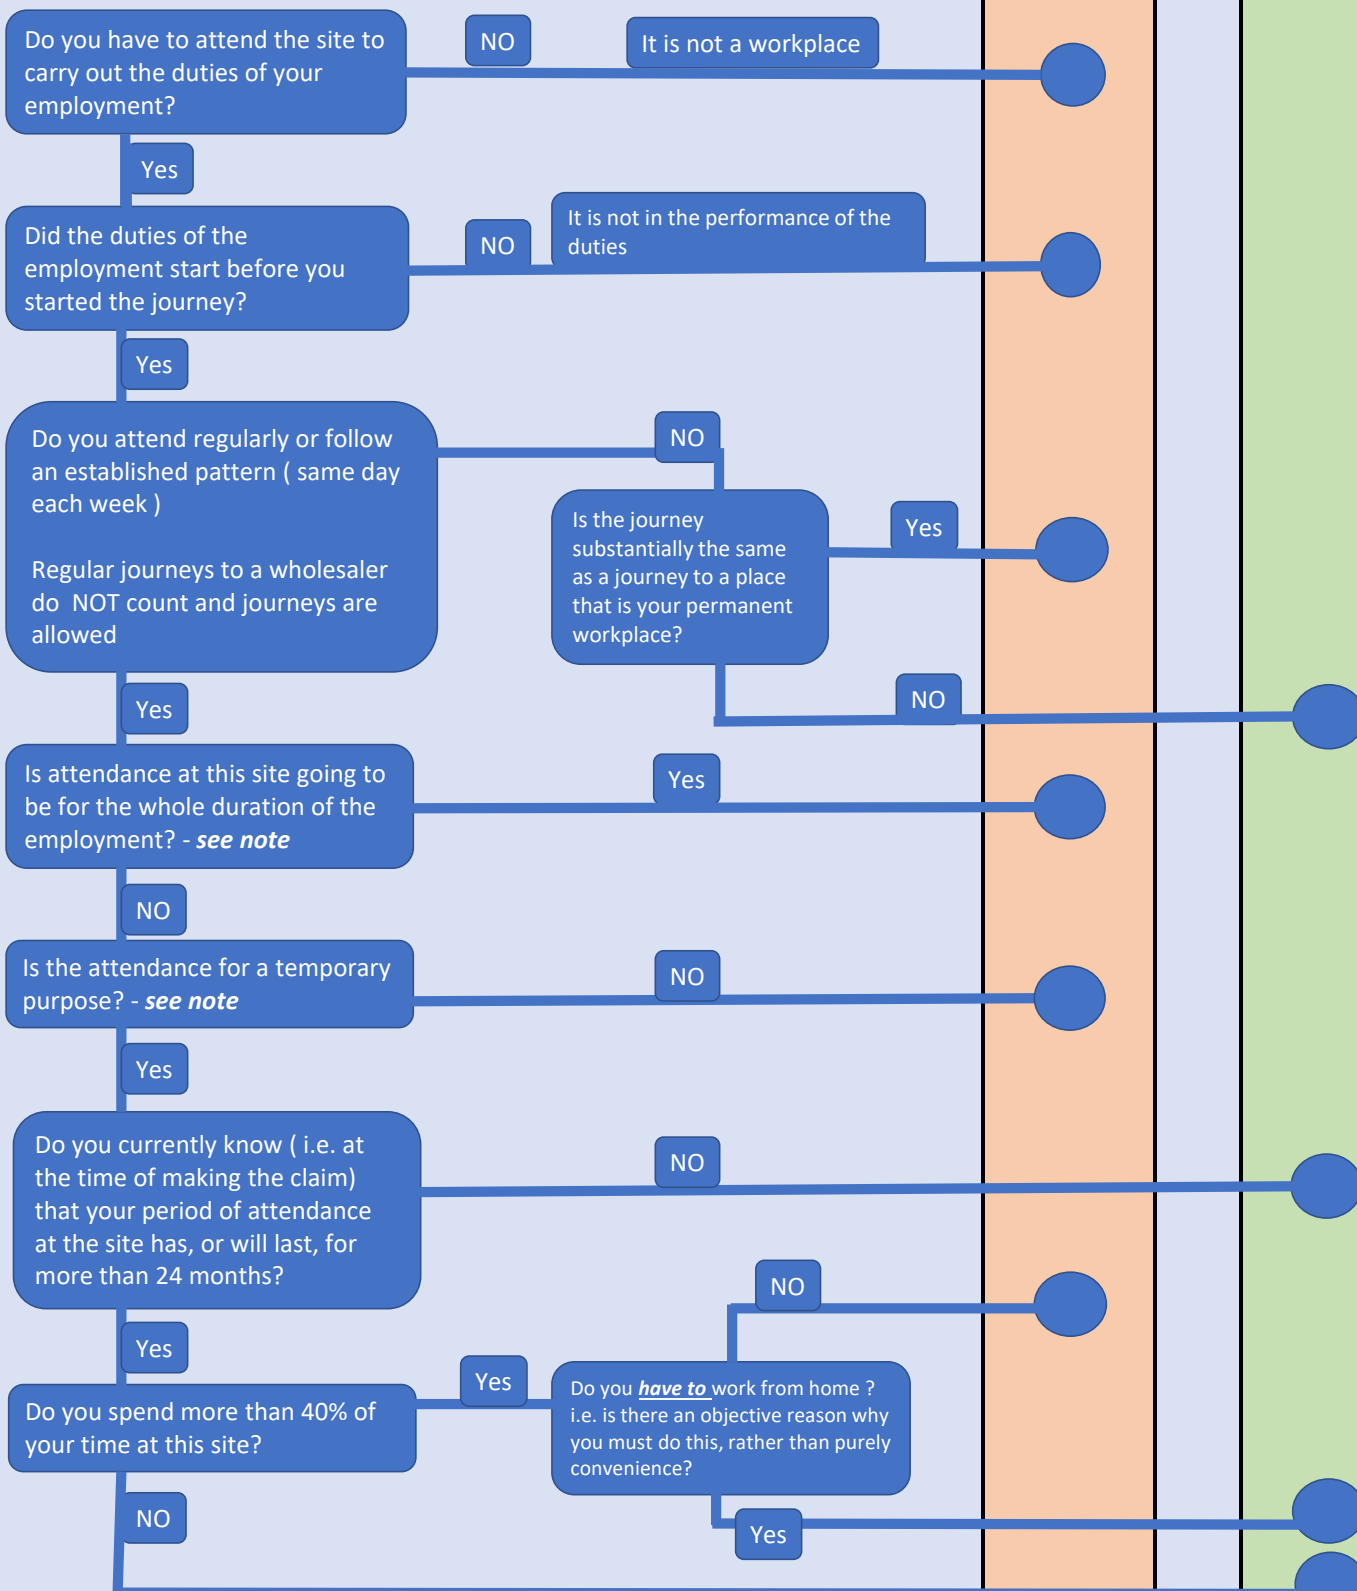 Do you have to attend the site to
carry out the duties of your
employment?
NO
It is not a workplace
Yes
Did the duties of the
employment start before you
started the journey?
NO
It is not in the performance of the
duties
Yes
Do you attend regularly or follow
an established pattern ( same day
each week )
Regular journeys to a wholesaler
do  NOT count and journeys are
allowed
NO
Is the journey
substantially the same
as a journey to a place
that is your permanent
workplace?
Yes
NO
Yes
Is attendance at this site going to
be for the whole duration of the
employment? - see note
Yes
NO
Is the attendance for a temporary
purpose? - see note
NO
Yes
Do you currently know ( i.e. at
the time of making the claim)
that your period of attendance
at the site has, or will last, for
more than 24 months?
NO
Yes
Do you spend more than 40% of
your time at this site?
Yes
Do you have to work from home ?
i.e. is there an objective reason why
you must do this, rather than purely
convenience?
NO
Yes
NO